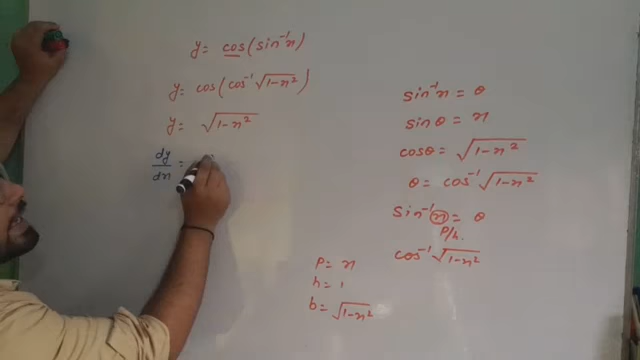 y = cos(sin⁻¹x)
y = cos(cos⁻¹√(1-x²))
y = √(1-x²)
dy/dx =
sin⁻¹x = θ
sinθ = x
cosθ = √(1-x²)
θ = cos⁻¹√(1-x²)
sin⁻¹(x) = θ
P/h.
cos⁻¹√(1-x²)
P = x
h = 1
b = √(1-x²)